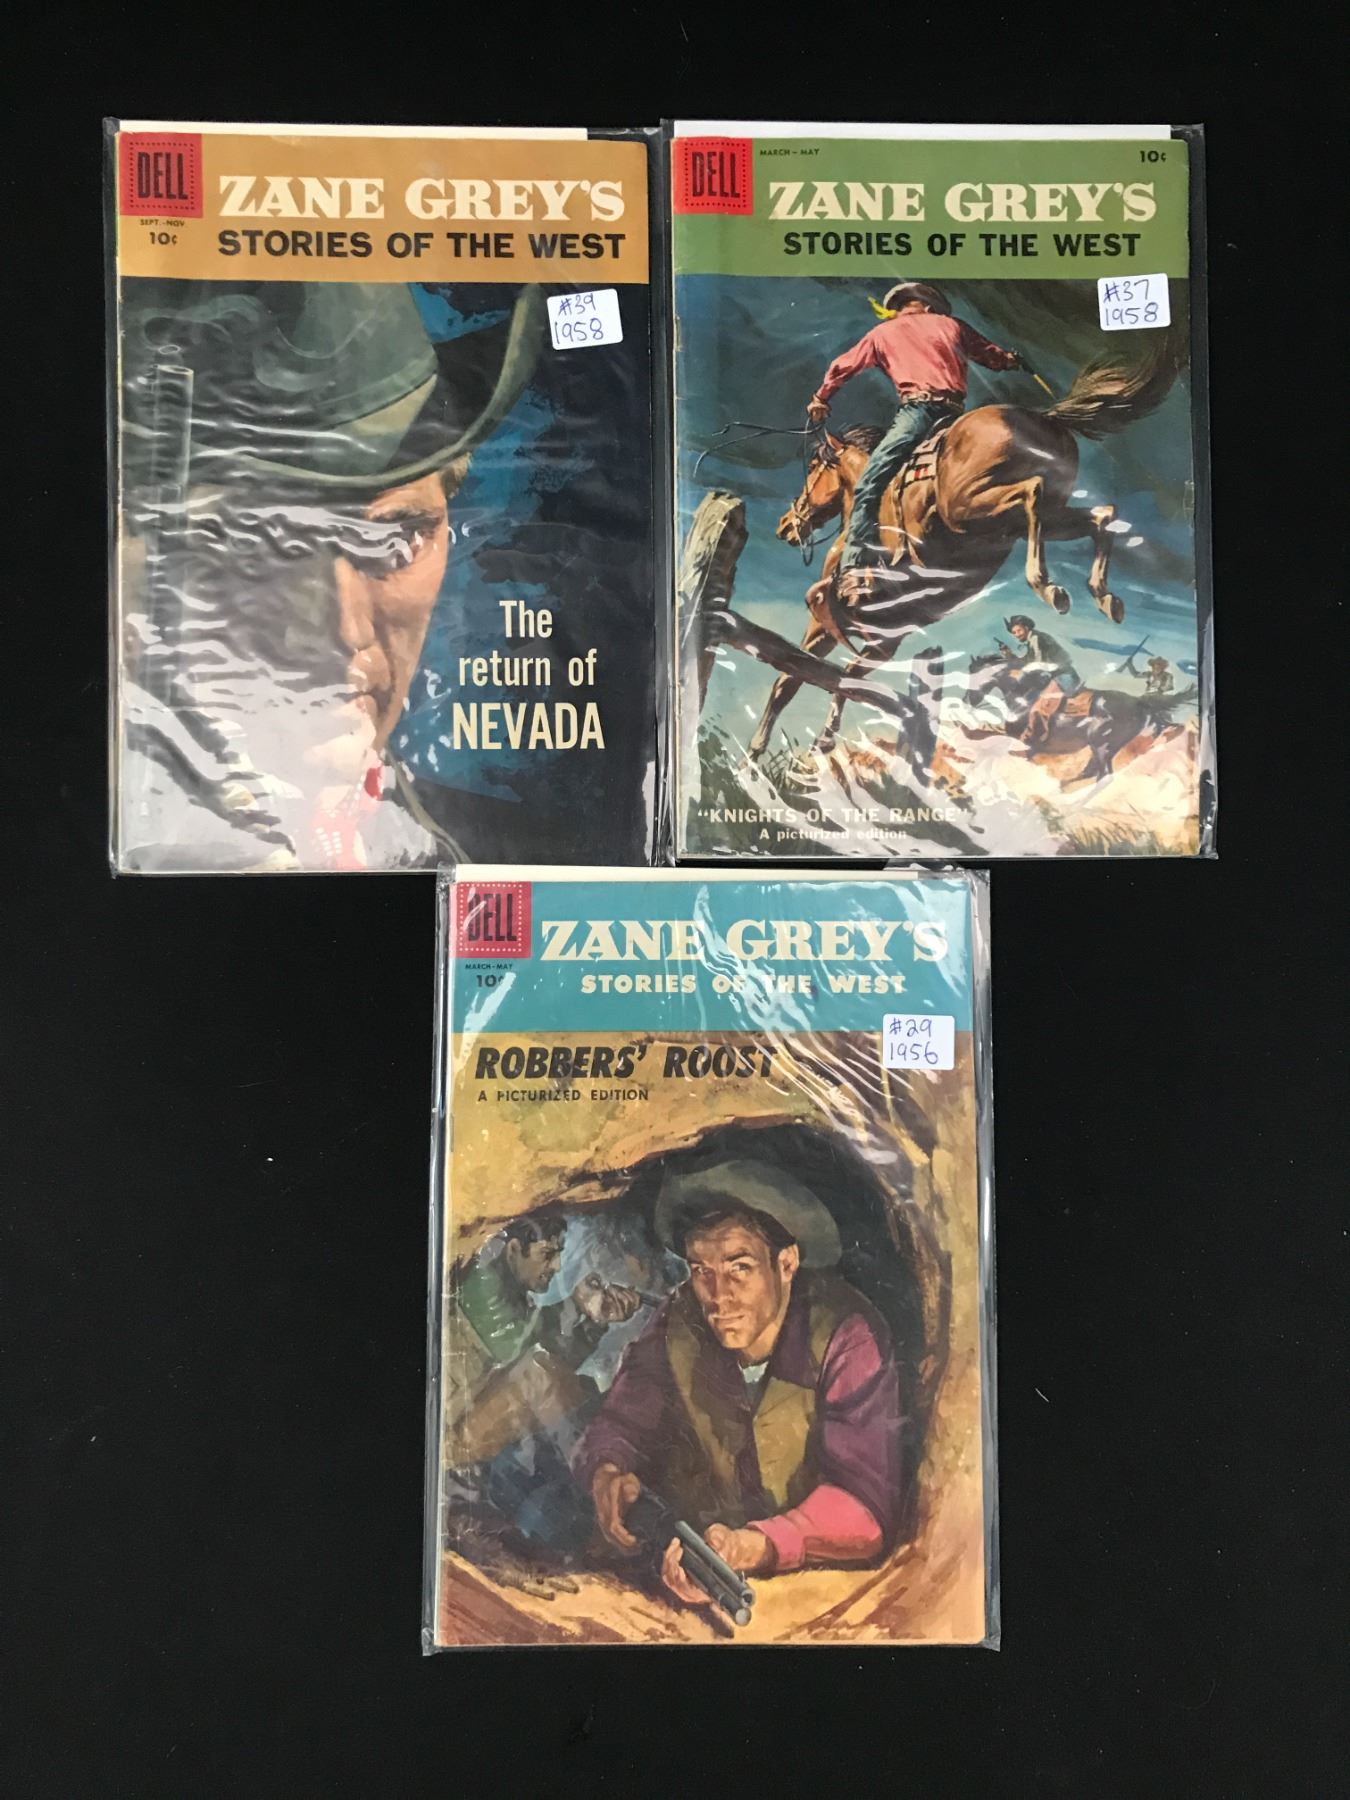 DELL
SEPT.-NOV.
10¢
ZANE GREY'S
STORIES OF THE WEST
#39
1958
The
return of
NEVADA
DELL
MARCH - MAY
10¢
ZANE GREY'S
STORIES OF THE WEST
#37
1958
"KNIGHTS OF THE RANGE"
A picturized edition
DELL
MARCH - MAY
10¢
ZANE GREY'S
STORIES OF THE WEST
#29
1956
ROBBERS' ROOST
A PICTURIZED EDITION